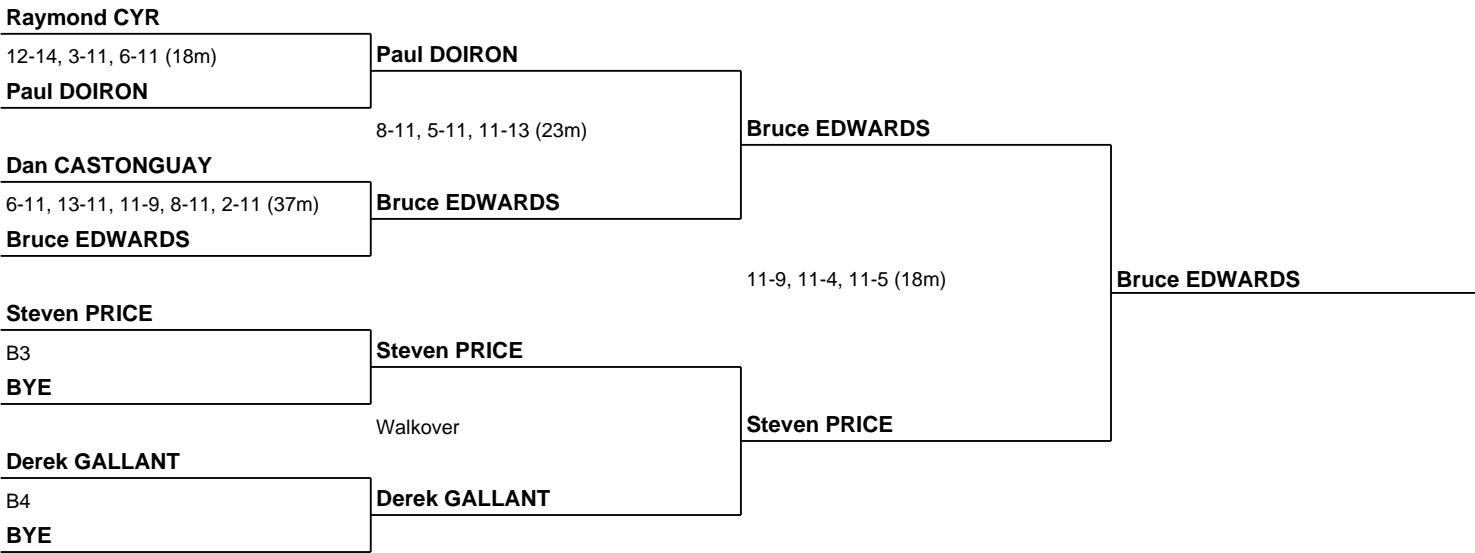 Raymond CYR
12-14, 3-11, 6-11 (18m)
Paul DOIRON
Dan CASTONGUAY
6-11, 13-11, 11-9, 8-11, 2-11 (37m)
Bruce EDWARDS
Steven PRICE
B3
BYE
Derek GALLANT
B4
BYE
Paul DOIRON
8-11, 5-11, 11-13 (23m)
Bruce EDWARDS
Steven PRICE
Walkover
Derek GALLANT
Bruce EDWARDS
11-9, 11-4, 11-5 (18m)
Steven PRICE
Bruce EDWARDS